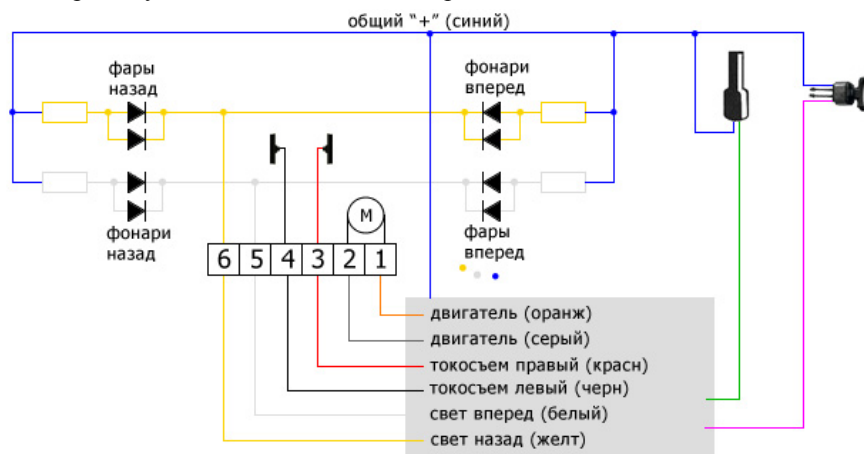 общий “+” (синий)
фары
назад
фонари
вперед
M
фонари
назад
фары
вперед
6 5 4 3 2 1
двигатель (оранж)
двигатель (серый)
токосъем правый (красн)
токосъем левый (черн)
свет вперед (белый)
свет назад (желт)